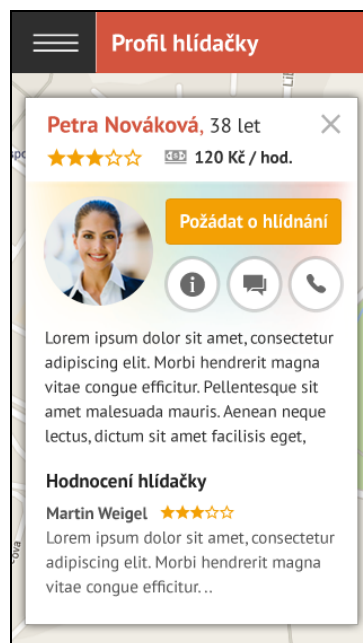 Profil hlídačky
Petra Nováková, 38 let
120 Kč / hod.
Požádat o hlídnání
Lorem ipsum dolor sit amet, consectetur
adipiscing elit. Morbi hendrerit magna
vitae congue efficitur. Pellentesque sit
amet malesuada mauris. Aenean neque
lectus, dictum sit amet facilisis eget,
Hodnocení hlídačky
Martin Weigel
Lorem ipsum dolor sit amet, consectetur
adipiscing elit. Morbi hendrerit magna
vitae congue efficitur...